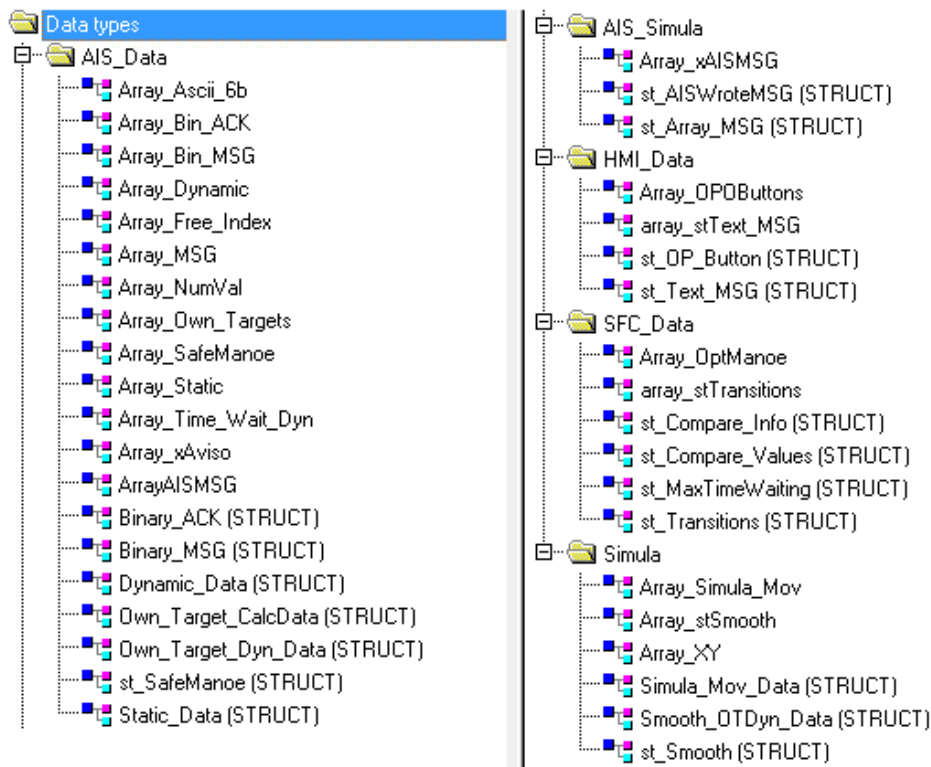 Data types
AIS_Data
Array_Ascii_6b
Array_Bin_ACK
Array_Bin_MSG
Array_Dynamic
Array_Free_Index
Array_MSG
Array_NumVal
Array_Own_Targets
Array_SafeManoe
Array_Static
Array_Time_Wait_Dyn
Array_xAviso
ArrayAISMSG
Binary_ACK (STRUCT)
Binary_MSG (STRUCT)
Dynamic_Data (STRUCT)
Own_Target_CalcData (STRUCT)
Own_Target_Dyn_Data (STRUCT)
st_SafeManoe (STRUCT)
Static_Data (STRUCT)
AIS_Simula
Array_xAISMSG
st_AISWroteMSG (STRUCT)
st_Array_MSG (STRUCT)
HMI_Data
Array_OPOButtons
array_stText_MSG
st_OP_Button (STRUCT)
st_Text_MSG (STRUCT)
SFC_Data
Array_OptManoe
array_stTransitions
st_Compare_Info (STRUCT)
st_Compare_Values (STRUCT)
st_MaxTimeWaiting (STRUCT)
st_Transitions (STRUCT)
Simula
Array_Simula_Mov
Array_stSmooth
Array_XY
Simula_Mov_Data (STRUCT)
Smooth_OTDyn_Data (STRUCT)
st_Smooth (STRUCT)